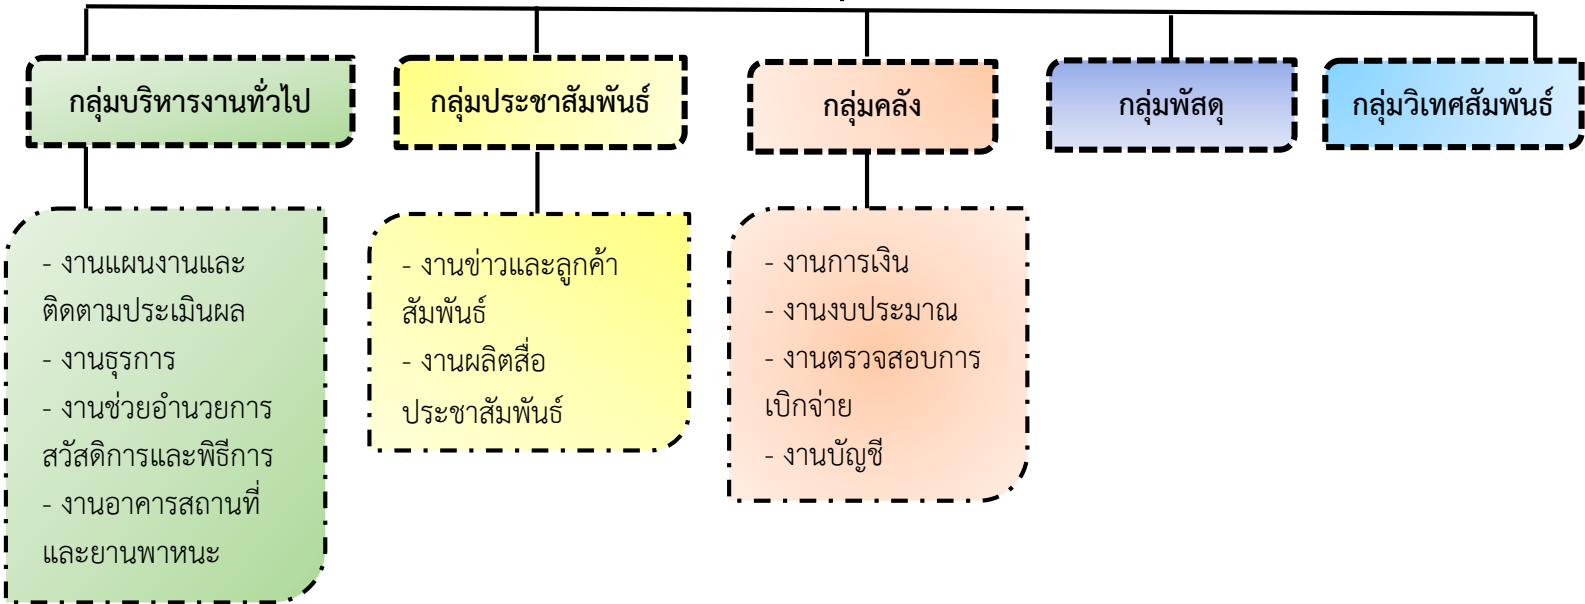 กลุ่มบริหารงานทั่วไป
กลุ่มประชาสัมพันธ์
กลุ่มคลัง
กลุ่มพัสดุ
กลุ่มวิเทศสัมพันธ์
- งานแผนงานและ
ติดตามประเมินผล
- งานธุรการ
- งานช่วยอำนวยการ
สวัสดิการและพิธีการ
- งานอาคารสถานที่
และยานพาหนะ
- งานข่าวและลูกค้า
สัมพันธ์
- งานผลิตสื่อ
ประชาสัมพันธ์
- งานการเงิน
- งานงบประมาณ
- งานตรวจสอบการ
เบิกจ่าย
- งานบัญชี